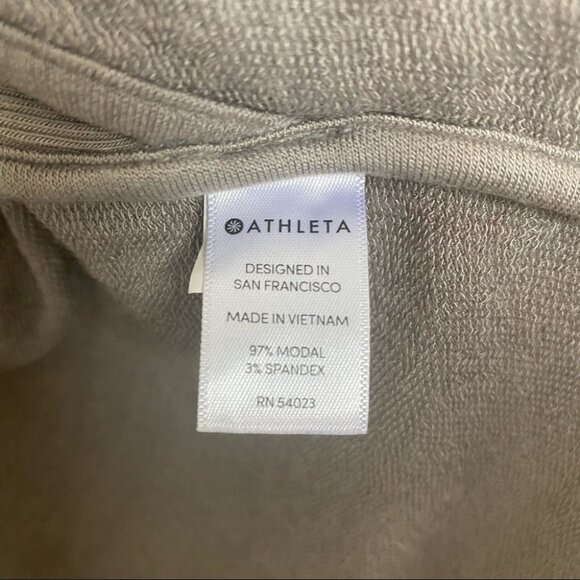 ATHLETA
DESIGNED IN
SAN FRANCISCO
MADE IN VIETNAM
97% MODAL
3% SPANDEX
RN 54023